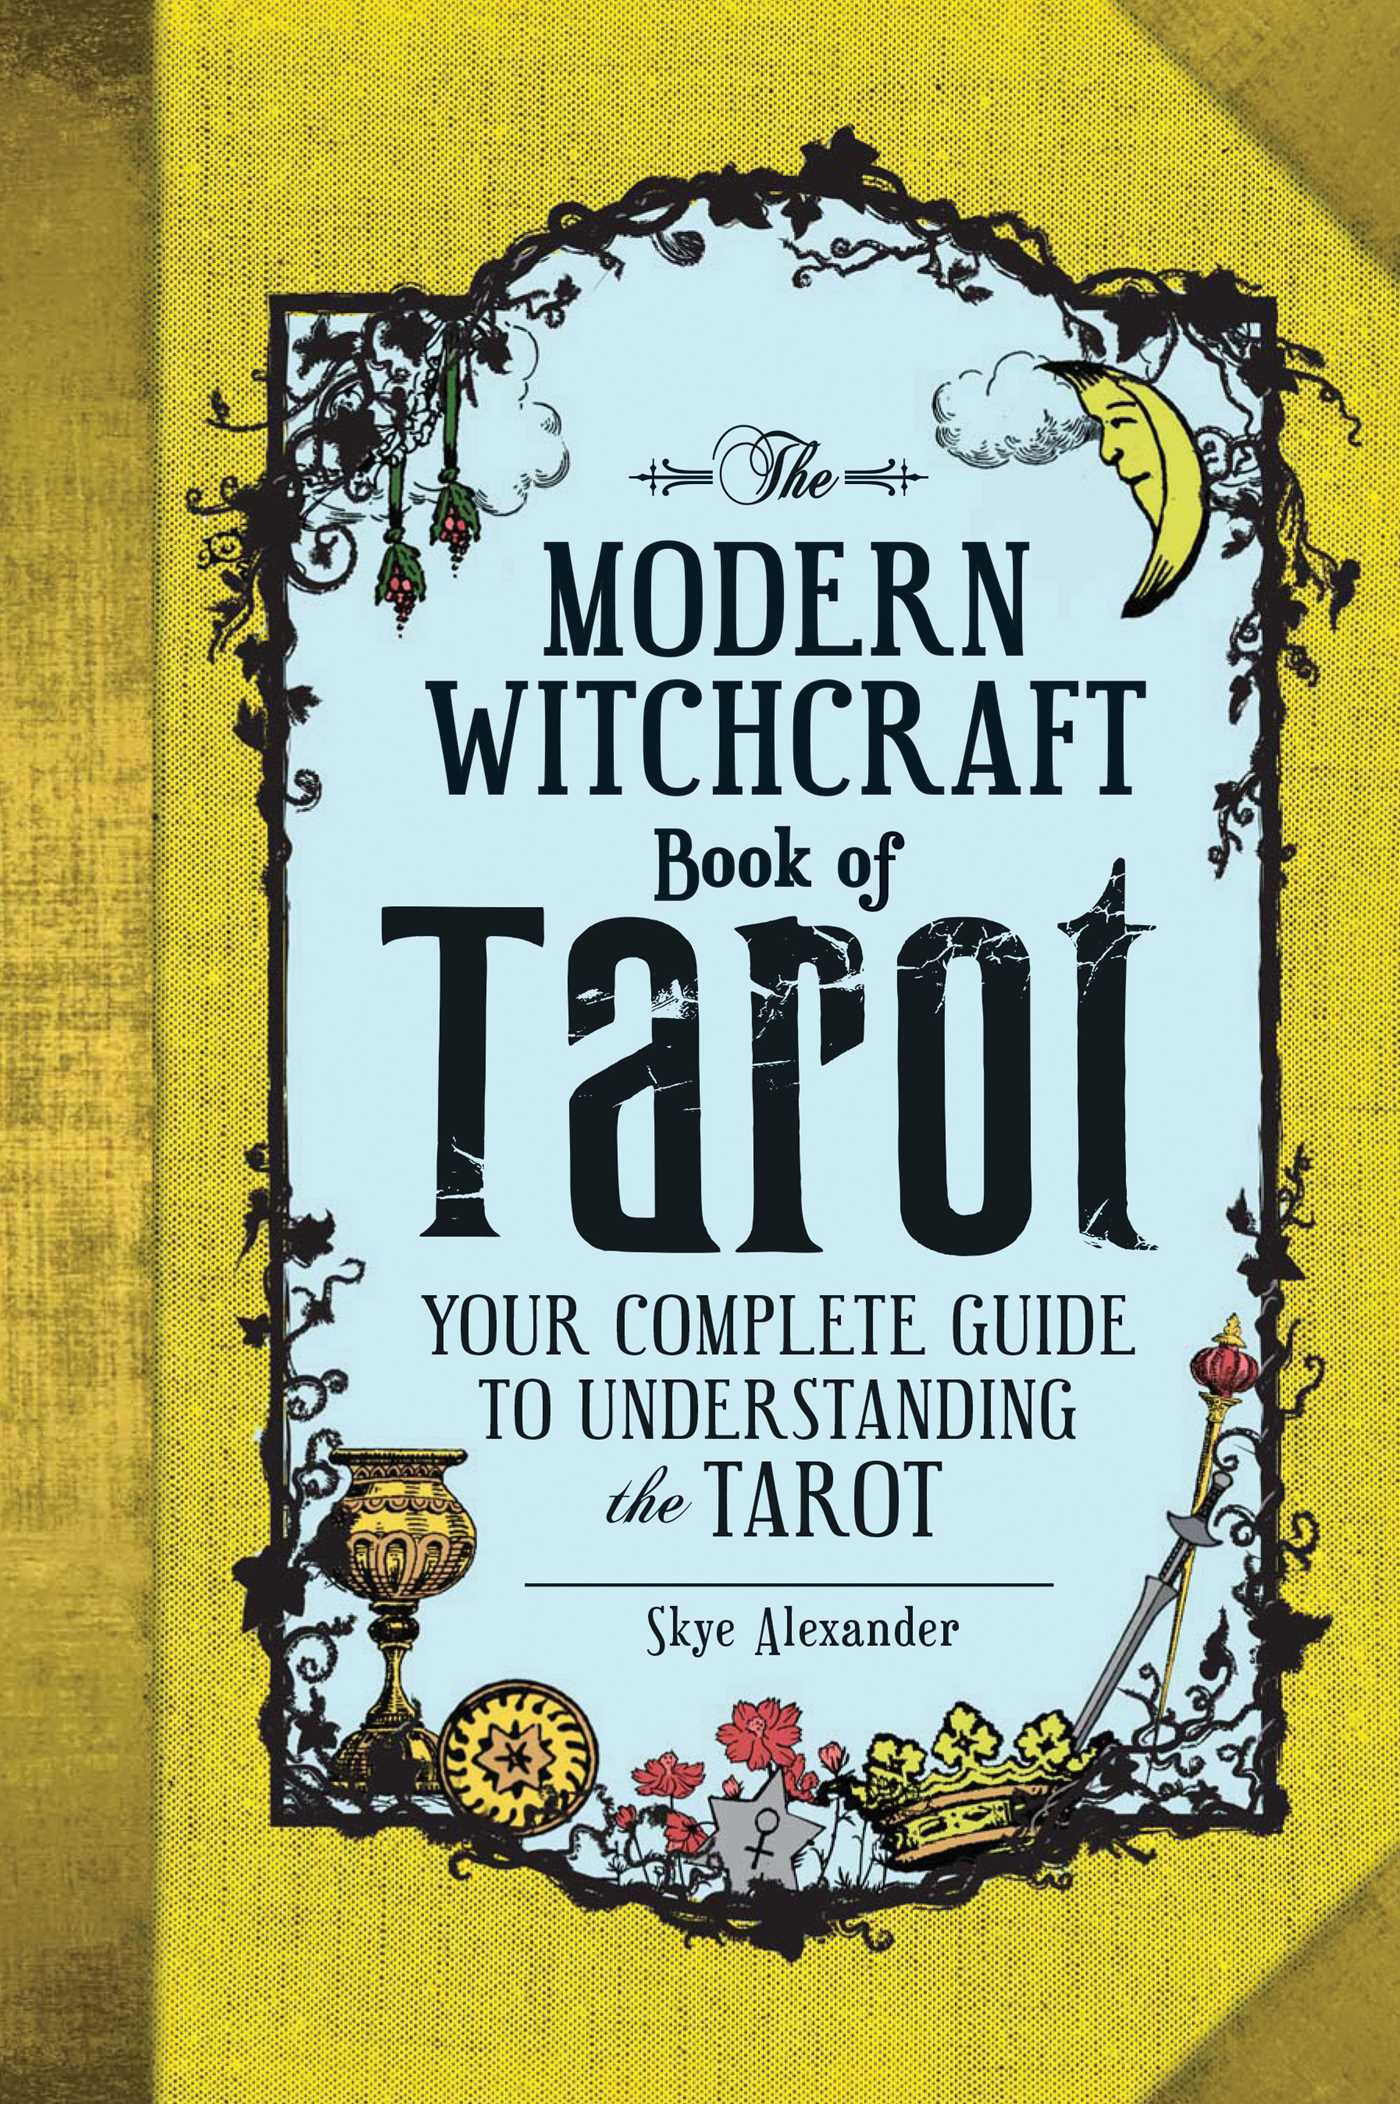 The
MODERN
WITCHCRAFT
Book of
Tarot
YOUR COMPLETE GUIDE
TO UNDERSTANDING
the TAROT
Skye Alexander